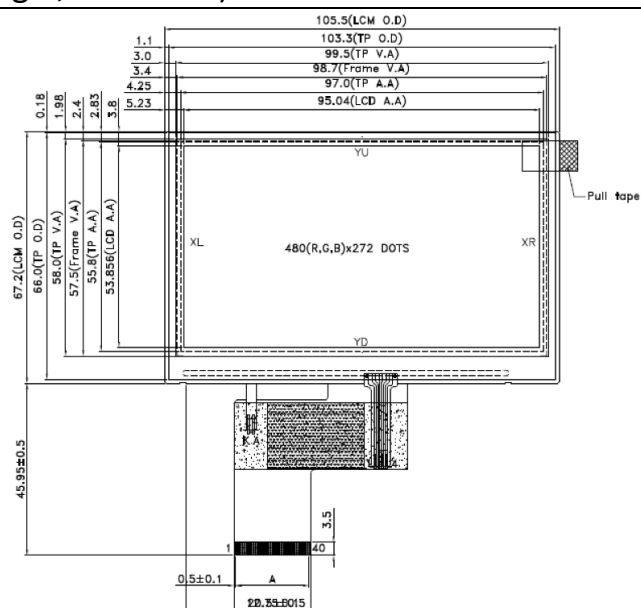 105.5(LCM O.D)
1.1
103.3(TP O.D)
3.0
99.5(TP V.A)
3.4
98.7(Frame V.A)
4.25
97.0(TP A.A)
5.23
95.04(LCD A.A)
0.18
1.98
2.4
2.83
3.8
YU
Pull tape
67.2(LCM O.D)
66.0(TP O.D)
58.0(TP V.A)
57.5(Frame V.A)
55.8(TP A.A)
53.856(LCD A.A)
XL
480(R,G,B)x272 DOTS
XR
YD
K A
45.95±0.5
3.5
1
40
0.5±0.1
A